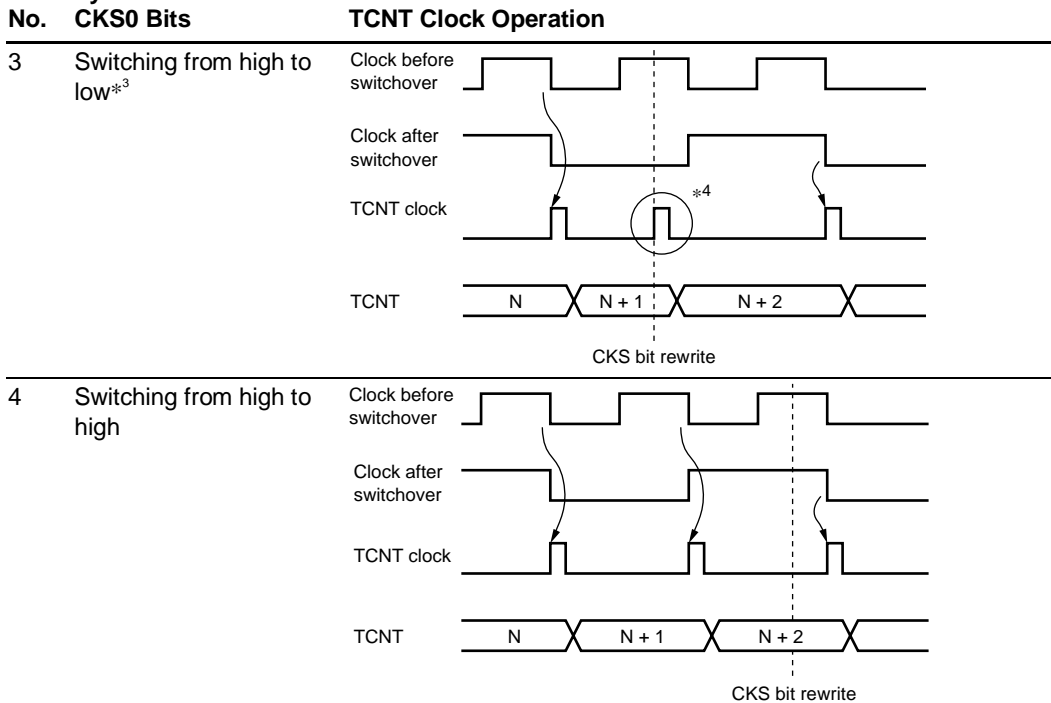 No. CKS0 Bits TCNT Clock Operation
3 Switching from high to low*3
Clock before switchover
Clock after switchover
TCNT clock
*4
TCNT N N + 1 N + 2
CKS bit rewrite
4 Switching from high to high
Clock before switchover
Clock after switchover
TCNT clock
TCNT N N + 1 N + 2
CKS bit rewrite